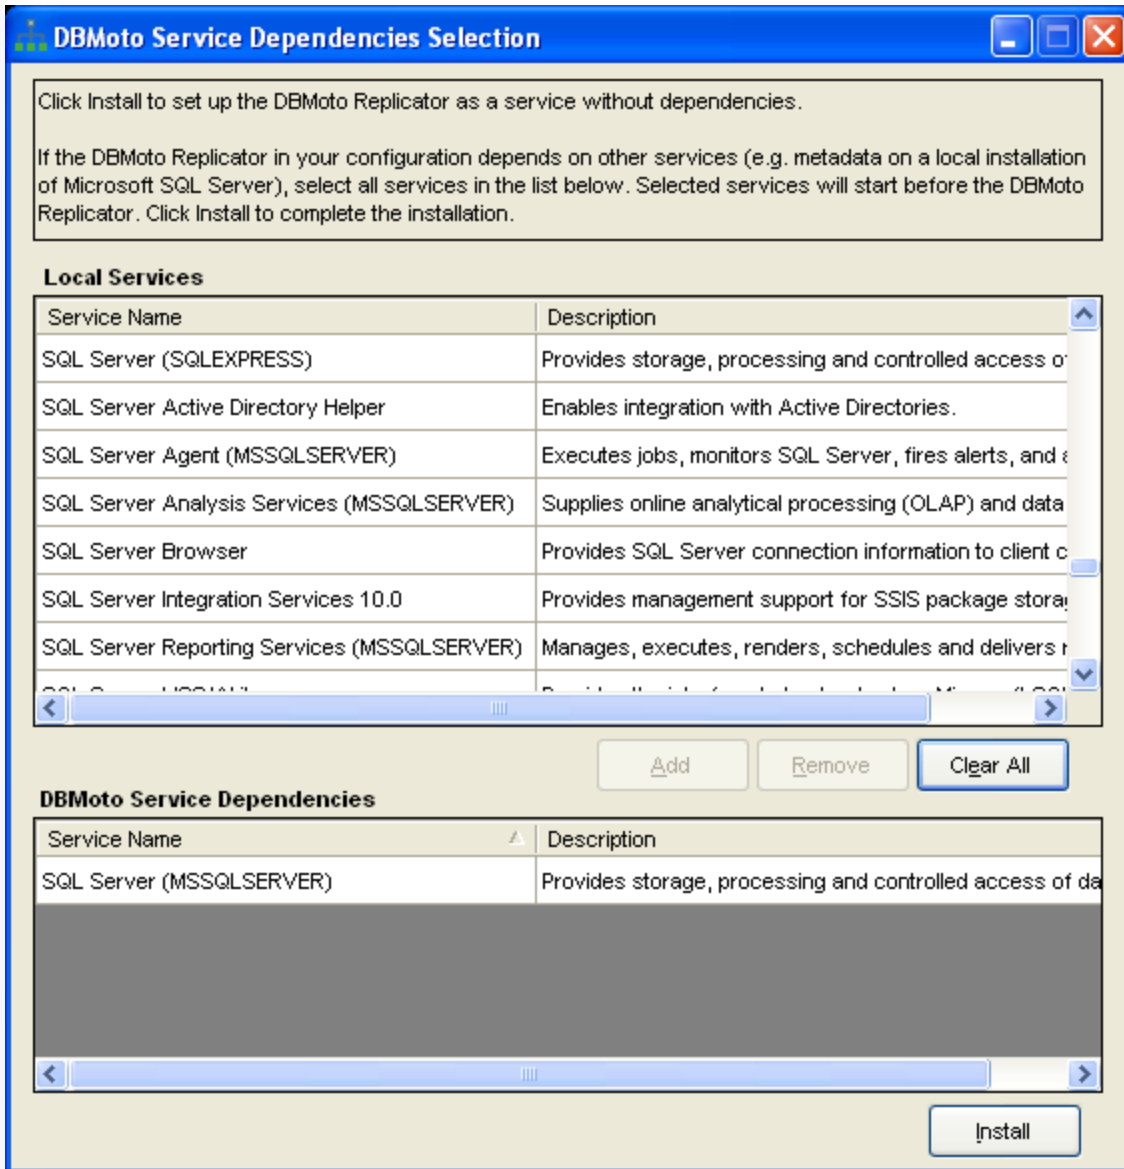 DBMoto Service Dependencies Selection
Click Install to set up the DBMoto Replicator as a service without dependencies.
If the DBMoto Replicator in your configuration depends on other services (e.g. metadata on a local installation
of Microsoft SQL Server), select all services in the list below. Selected services will start before the DBMoto
Replicator. Click Install to complete the installation.
Local Services
Service Name Description
SQL Server (SQLEXPRESS) Provides storage, processing and controlled access of
SQL Server Active Directory Helper Enables integration with Active Directories.
SQL Server Agent (MSSQLSERVER) Executes jobs, monitors SQL Server, fires alerts, and
SQL Server Analysis Services (MSSQLSERVER) Supplies online analytical processing (OLAP) and data
SQL Server Browser Provides SQL Server connection information to client c
SQL Server Integration Services 10.0 Provides management support for SSIS package
SQL Server Reporting Services (MSSQLSERVER) Manages, executes, renders, schedules and delivers
Add Remove Clear All
DBMoto Service Dependencies
Service Name Description
SQL Server (MSSQLSERVER) Provides storage, processing and controlled access of da
Install